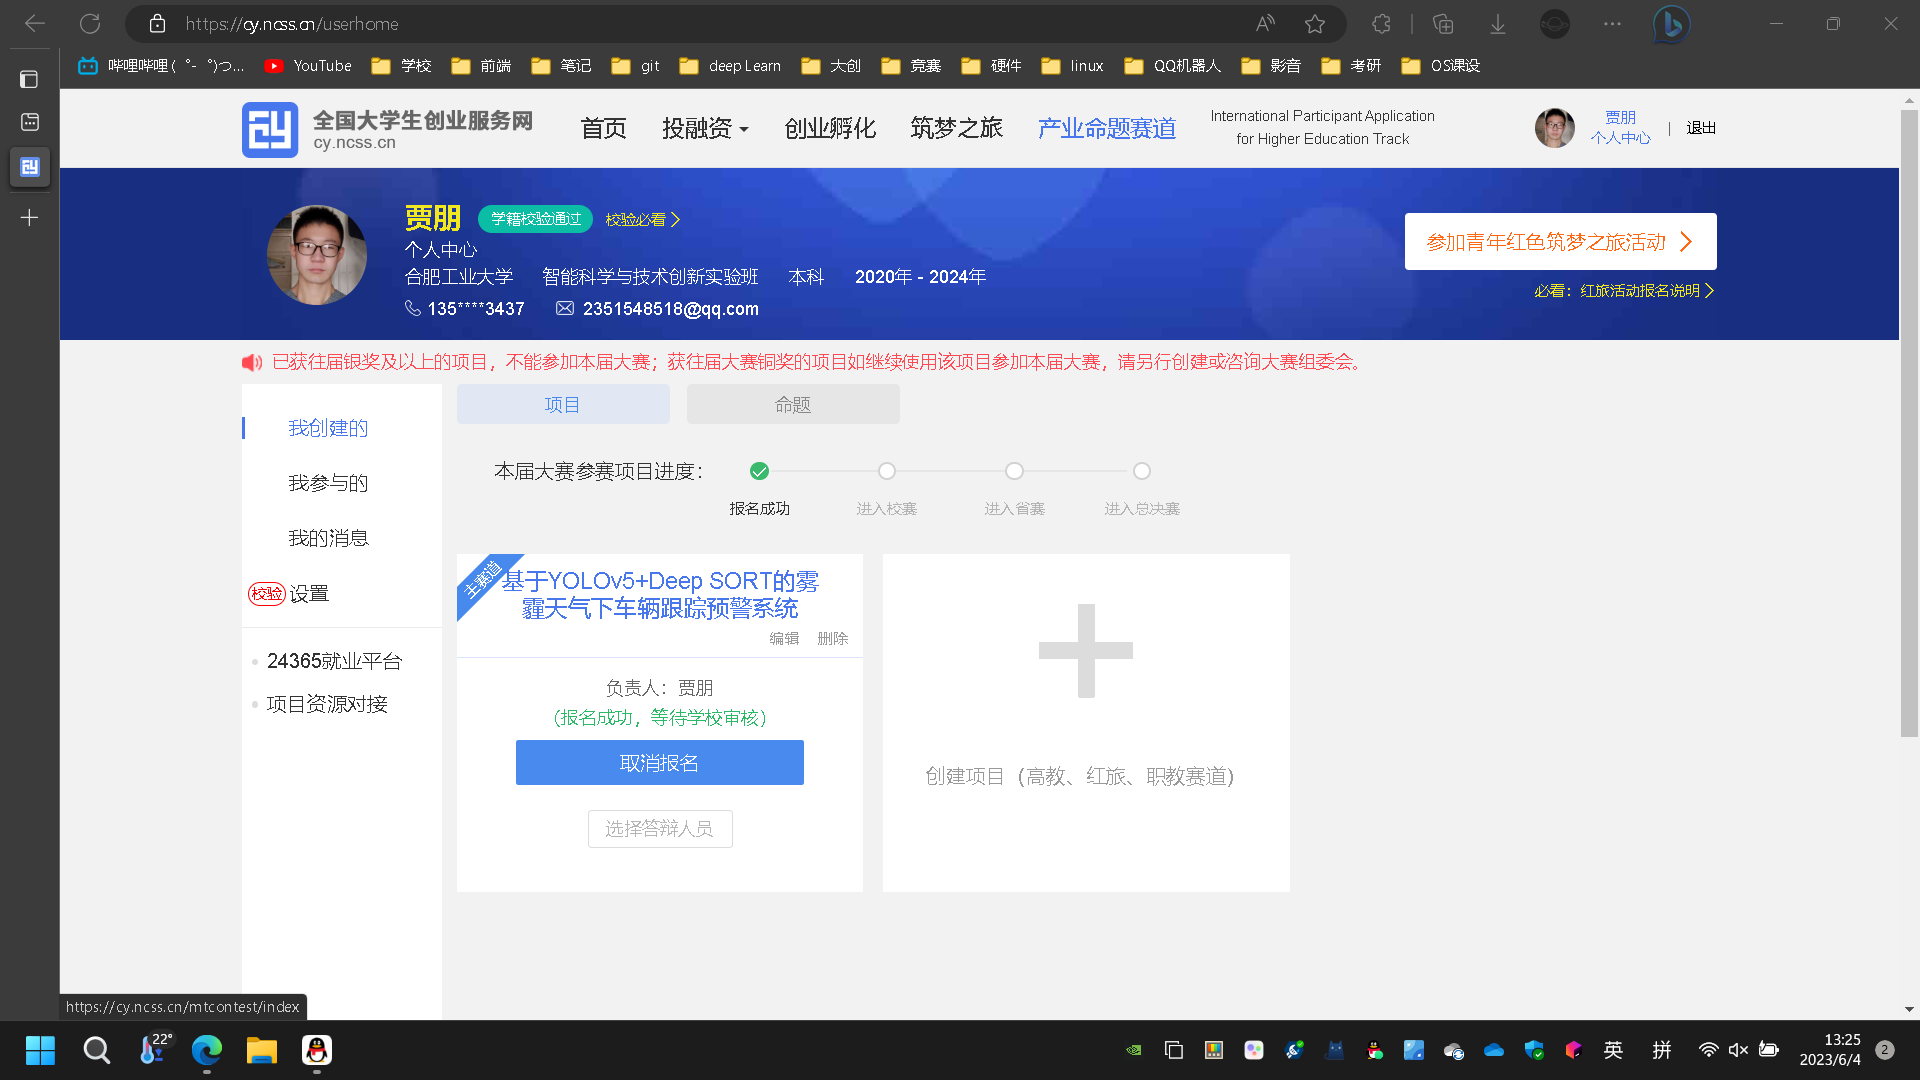 https://cy.ncss.cn/userhome
哔哩哔哩 (゜-゜)つ...
YouTube
学校
前端
笔记
git
deep Learn
大创
竞赛
硬件
linux
QQ机器人
影音
考研
OS课设
全国大学生创业服务网
cy.ncss.cn
首页
投融资
创业孵化
筑梦之旅
产业命题赛道
International Participant Application
for Higher Education Track
贾朋
个人中心
|
退出
贾朋
学籍校验通过
校验必看
个人中心
合肥工业大学 智能科学与技术创新实验班 本科 2020年 - 2024年
135****3437
2351548518@qq.com
参加青年红色筑梦之旅活动
必看：红旅活动报名说明
已获往届银奖及以上的项目，不能参加本届大赛；获往届大赛铜奖的项目如继续使用该项目参加本届大赛，请另行创建或咨询大赛组委会。
我创建的
我参与的
我的消息
校验 设置
24365就业平台
项目资源对接
项目
命题
本届大赛参赛项目进度：
报名成功
进入校赛
进入省赛
进入总决赛
主赛道
基于YOLOv5+Deep SORT的雾
霾天气下车辆跟踪预警系统
编辑 删除
负责人：贾朋
（报名成功，等待学校审核）
取消报名
选择答辩人员
创建项目（高教、红旅、职教赛道)
https://cy.ncss.cn/mtcontest/index
22°
英
拼
13:25
2023/6/4
2